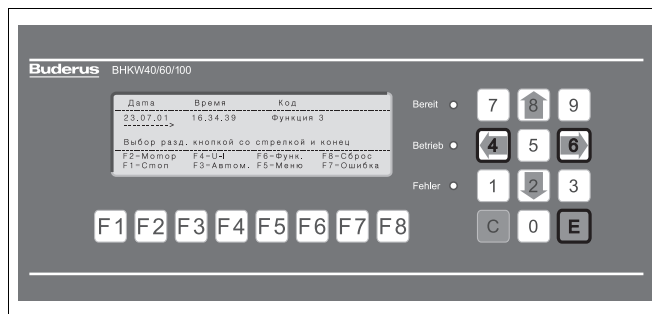 Buderus BHKW40/60/100
Дата Время Код
23.07.01 16.34.39 Функция 3
---------->
Выбор разд. кнопкой со стрелкой и конец
F2-Мотор F4-U-I F6-Функ. F8-Сброс
F1-Стоп F3-Автом. F5-Меню F7-Ошибка
Bereit
Betrieb
Fehler
7 8 9
4 5 6
1 2 3
C 0 E
F1 F2 F3 F4 F5 F6 F7 F8